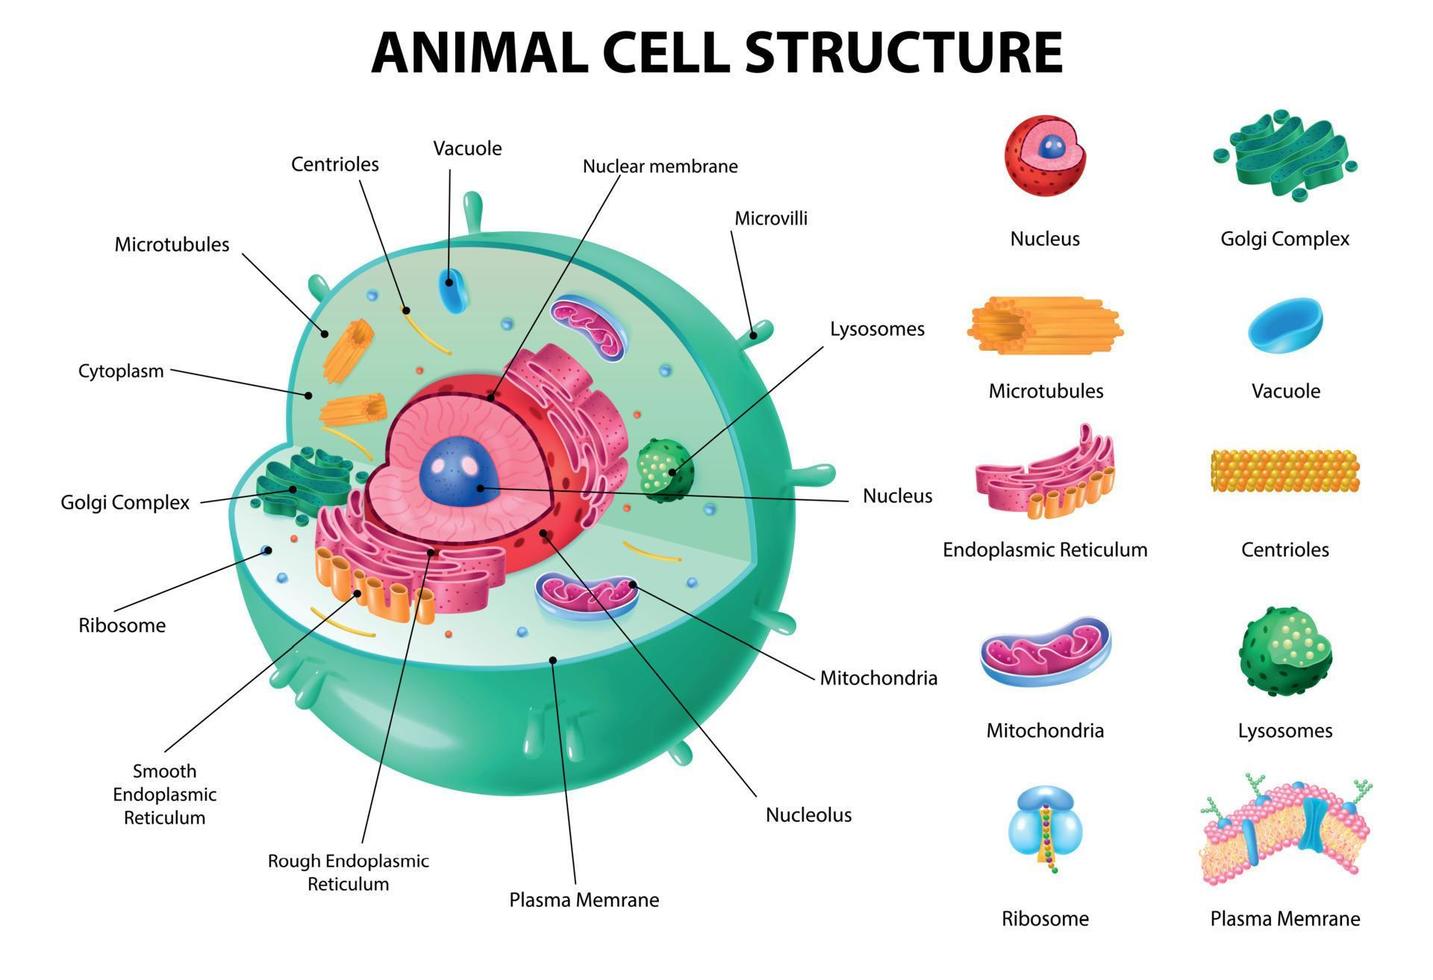 ANIMAL CELL STRUCTURE
Vacuole
Centrioles
Nuclear membrane
Microvilli
Microtubules
Lysosomes
Cytoplasm
Nucleus
Golgi Complex
Ribosome
Mitochondria
Smooth
Endoplasmic
Reticulum
Nucleolus
Rough Endoplasmic
Reticulum
Plasma Memrane
Nucleus
Golgi Complex
Microtubules
Vacuole
Endoplasmic Reticulum
Centrioles
Mitochondria
Lysosomes
Ribosome
Plasma Memrane